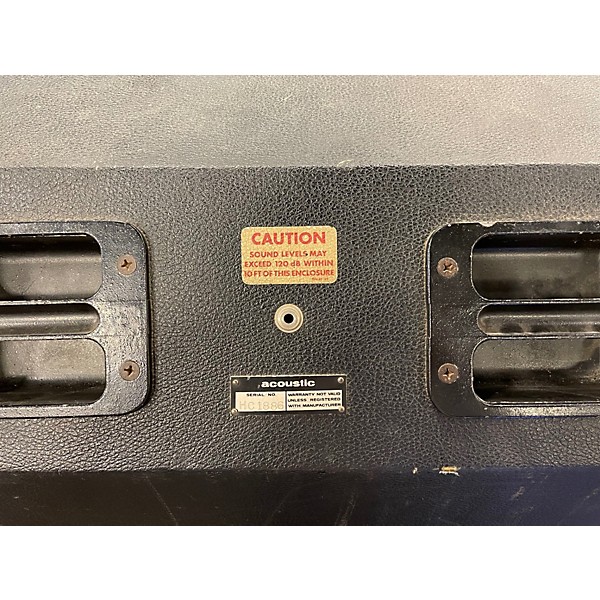 CAUTION
SOUND LEVELS MAY
EXCEED 120 dB WITHIN
10 FT OF THIS ENCLOSURE
acoustic
SERIAL NO.
WARRANTY NOT VALID
UNLESS REGISTERED
WITH MANUFACTURER